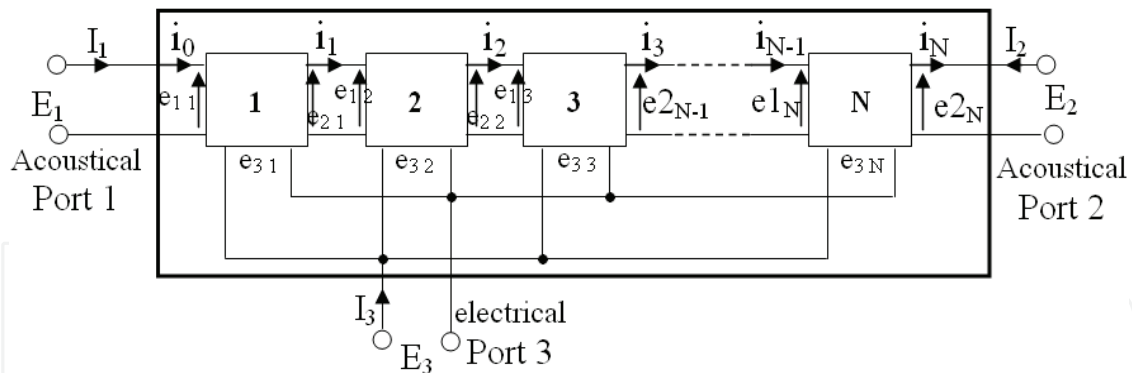 I1 i0 i1 i2 i3 iN-1 iN I2
e1 1 1 e2 1 e1 2 2 e2 2 e1 3 3 e2N-1 e1N N e2N
E1 E2
e3 1 e3 2 e3 3 e3 N
Acoustical
Port 1
Acoustical
Port 2
I3
electrical
E3 Port 3